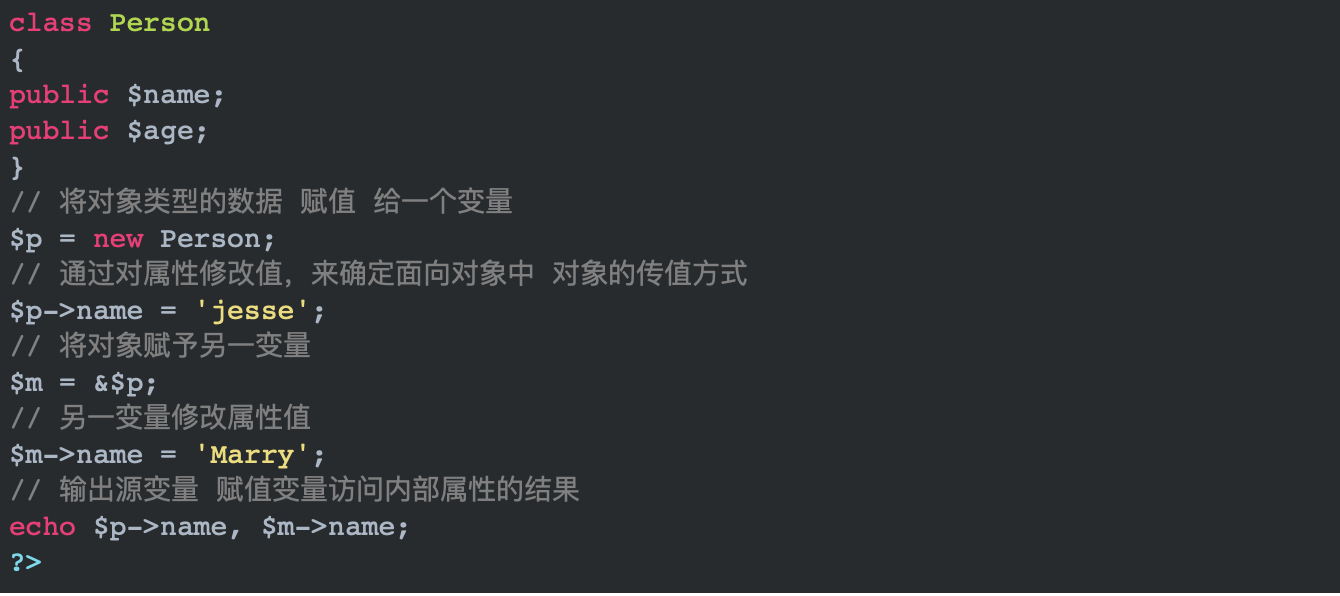 class Person
{
public $name;
public $age;
}
// 将对象类型的数据 赋值 给一个变量
$p = new Person;
// 通过对属性修改值，来确定面向对象中 对象的传值方式
$p->name = 'jesse';
// 将对象赋予另一变量
$m = &$p;
// 另一变量修改属性值
$m->name = 'Marry';
// 输出源变量 赋值变量访问内部属性的结果
echo $p->name, $m->name;
?>